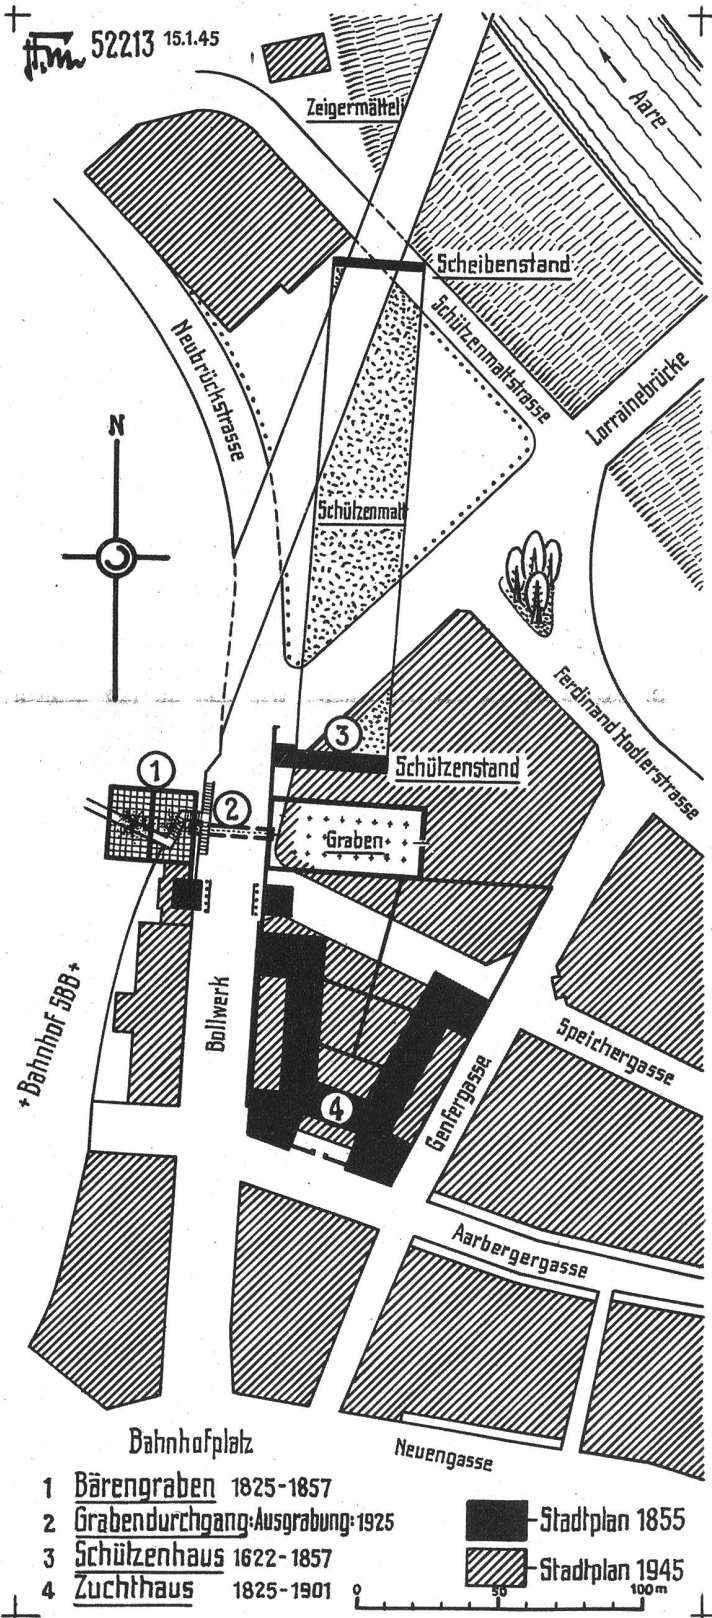 52213 15.1.45
Zeigermätteli
Aare
Scheibenstand
Schützenmattstrasse
Lorrainebrücke
Neubrückstrasse
N
Schützenmatt
Ferdinand Hodlerstrasse
3
Schützenstand
1
2
Graben
Bollwerk
+Bahnhof SBB+
Speichergasse
4
Genfergasse
Aarbergergasse
Bahnhofplatz
Neuengasse
1 Bärengraben 1825-1857
2 Grabendurchgang:Ausgrabung:1925
3 Schützenhaus 1622-1857
4 Zuchthaus 1825-1901
Stadtplan 1855
Stadtplan 1945
0 50 100m